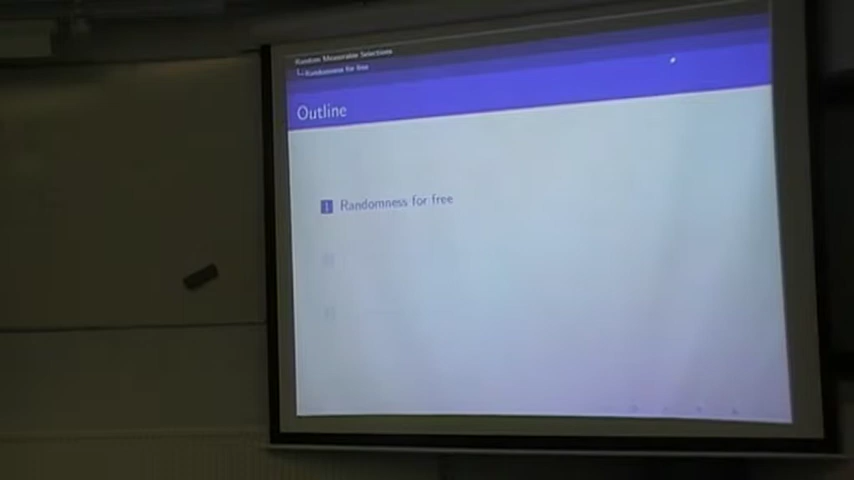 Random Measurable Selections
Randomness for free
Outline
1 Randomness for free